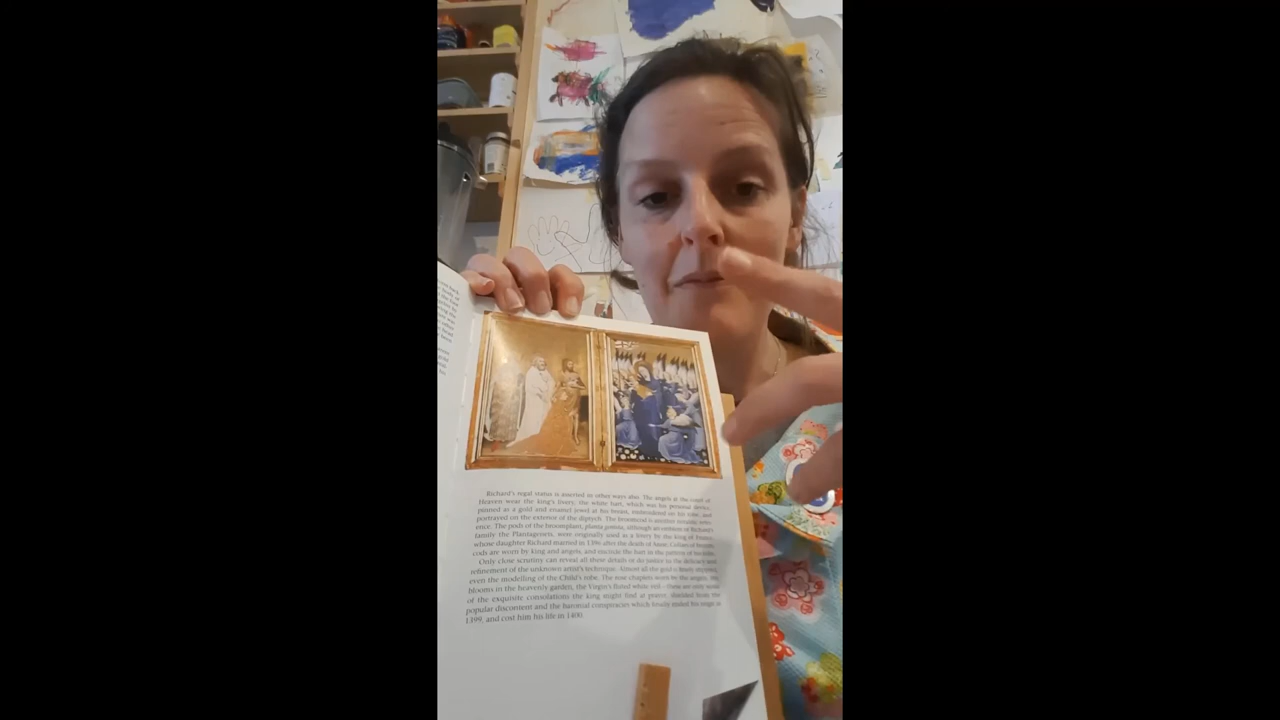 Richard's regal status is asserted in other ways also. The angels at the court of
Heaven wear the king's livery, the white hart, which was his personal device,
painted as a gold and enamel jewel at his breast, embroidered on his robe, and
portrayed on the exterior of the diptych. The broomcod is another
The pods of the broomplant, planta genista, although an emblem of Richard's
family the Plantagenets, were originally used as a livery by the king of France,
whose daughter Richard married in 1396 after the death of Anne. Collars of broom-
cods are worn by king and angels, and encircle the hart in the pattern of
Only close scrutiny can reveal all these details or do justice to the delicacy and
refinement of the unknown artist's technique. Almost all the gold is
even the modelling of the Child's robe. The rose chaplets worn by the angels, the
blooms in the heavenly garden, the Virgin's fluted white veil – these are only some
of the exquisite consolations the king might find at prayer, shielded from the
popular discontent and the baronial conspiracies which finally ended his reign in
1399, and cost him his life in 1400.